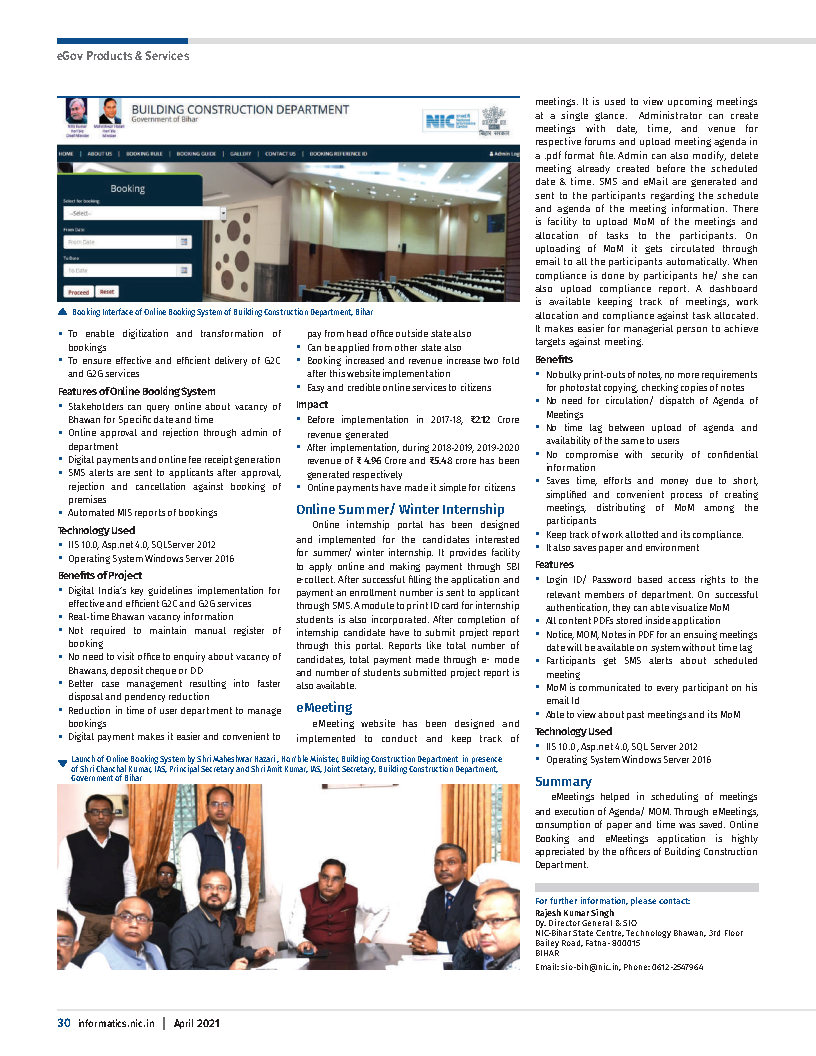 eGov Products & Services
BUILDING CONSTRUCTION DEPARTMENT
Government of Bihar
NIC
HOME | ABOUT US | BOOKING RULE | BOOKING GUIDE | GALLERY | CONTACT US | BOOKING REFERENCE ID
Admin Log
Booking
Select for booking
--Select--
From Date
From Date
To Date
To Date
Proceed Reset
Booking Interface of Online Booking System of Building Construction Department, Bihar
• To enable digitization and transformation of
bookings
• To ensure effective and efficient delivery of G2C
and G2G services
Features of Online Booking System
• Stakeholders can query online about vacancy of
Bhawan for Specific date and time
• Online approval and rejection through admin of
department
• Digital payments and online fee receipt generation
• SMS alerts are sent to applicants after approval,
rejection and cancellation against booking of
premises
• Automated MIS reports of bookings
Technology Used
• IIS 10.0, Asp.net 4.0, SQLServer 2012
• Operating System Windows Server 2016
Benefits of Project
• Digital India's key guidelines implementation for
effective and efficient G2C and G2G services
• Real-time Bhawan vacancy information
• Not required to maintain manual register of
booking
• No need to visit office to enquiry about vacancy of
Bhawans, deposit cheque or DD
• Better case management resulting into faster
disposal and pendency reduction
• Reduction in time of user department to manage
bookings
• Digital payment makes it easier and convenient to
pay from head office outside state also
• Can be applied from other state also
• Booking increased and revenue increase two fold
after this website implementation
• Easy and credible online services to citizens
Impact
• Before implementation in 2017-18, ₹2.12 Crore
revenue generated
• After implementation, during 2018-2019, 2019-2020
revenue of ₹ 4.96 Crore and ₹5.48 crore has been
generated respectively
• Online payments have made it simple for citizens
Online Summer/ Winter Internship
Online internship portal has been designed
and implemented for the candidates interested
for summer/ winter internship. It provides facility
to apply online and making payment through SBI
e-collect. After successful filling the application and
payment an enrollment number is sent to applicant
through SMS. A module to print ID card for internship
students is also incorporated. After completion of
internship candidate have to submit project report
through this portal. Reports like total number of
candidates, total payment made through e- mode
and number of students submitted project report is
also available.
eMeeting
eMeeting website has been designed and
implemented to conduct and keep track of
meetings. It is used to view upcoming meetings
at a single glance. Administrator can create
meetings with date, time, and venue for
respective forums and upload meeting agenda in
a .pdf format file. Admin can also modify, delete
meeting already created before the scheduled
date & time. SMS and eMail are generated and
sent to the participants regarding the schedule
and agenda of the meeting information. There
is facility to upload MoM of the meetings and
allocation of tasks to the participants. On
uploading of MoM it gets circulated through
email to all the participants automatically. When
compliance is done by participants he/ she can
also upload compliance report. A dashboard
is available keeping track of meetings, work
allocation and compliance against task allocated.
It makes easier for managerial person to achieve
targets against meeting.
Benefits
• No bulky print-outs of notes, no more requirements
for photostat copying, checking copies of notes
• No need for circulation/ dispatch of Agenda of
Meetings
• No time lag between upload of agenda and
availability of the same to users
• No compromise with security of confidential
information
• Saves time, efforts and money due to short,
simplified and convenient process of creating
meetings, distributing of MoM among the
participants
• Keep track of work allotted and its compliance.
• It also saves paper and environment
Features
• Login ID/ Password based access rights to the
relevant members of department. On successful
authentication, they can able visualize MoM
• All content PDFs stored inside application
• Notice, MOM, Notes in PDF for an ensuing meetings
date will be available on system without time lag
• Participants get SMS alerts about scheduled
meeting
• MoM is communicated to every participant on his
email Id
• Able to view about past meetings and its MoM
Technology Used
• IIS 10.0, Asp.net 4.0, SQL Server 2012
• Operating System Windows Server 2016
Summary
eMeetings helped in scheduling of meetings
and execution of Agenda/ MOM. Through eMeetings,
consumption of paper and time was saved. Online
Booking and eMeetings application is highly
appreciated by the officers of Building Construction
Department.
Launch of Online Booking System by Shri Maheshwar Hazari, Hon'ble Minister, Building Construction Department in presence
of Shri Chanchal Kumar, IAS, Principal Secretary and Shri Amit Kumar, IAS, Joint Secretary, Building Construction Department,
Government of Bihar
For further information, please contact:
Rajesh Kumar Singh
Dy. Director General & SIO
NIC-Bihar State Centre, Technology Bhawan, 3rd Floor
Bailey Road, Patna- 800015
BIHAR
Email: sio-bih@nic.in, Phone: 0612-2547964
30 informatics.nic.in | April 2021